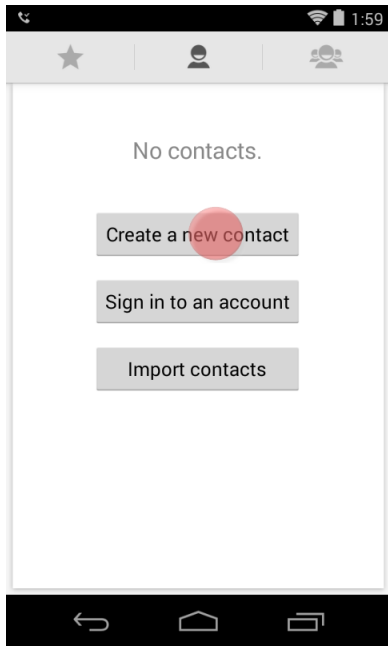 1:59
No contacts.
Create a new contact
Sign in to an account
Import contacts